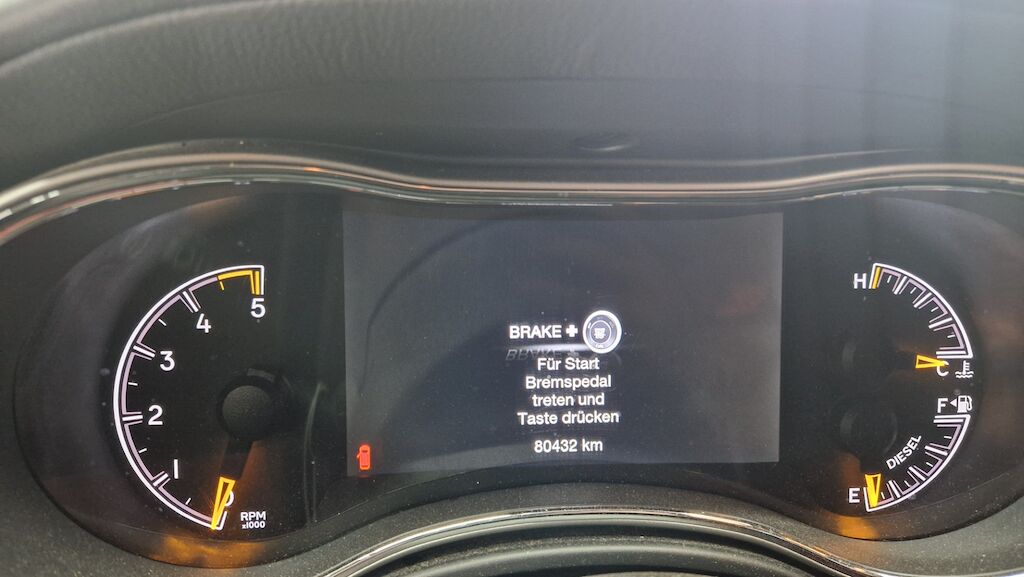 BRAKE +
Für Start
Bremspedal
treten und
Taste drücken
80432 km
5
4
3
2
1
0
RPM
x1000
H
C
F
DIESEL
E